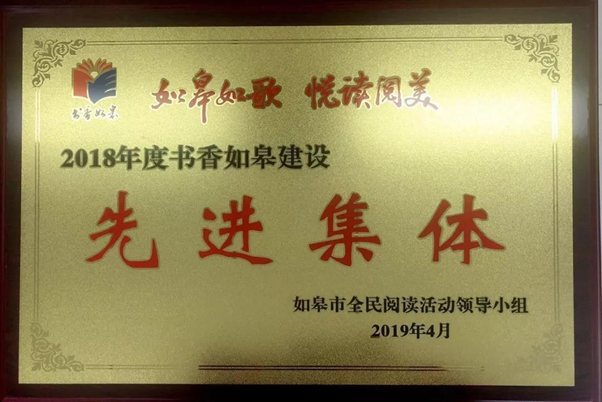 书香如皋
如皋如歌 悦读阅美
2018年度书香如皋建设
先进集体
如皋市全民阅读活动领导小组
2019年4月